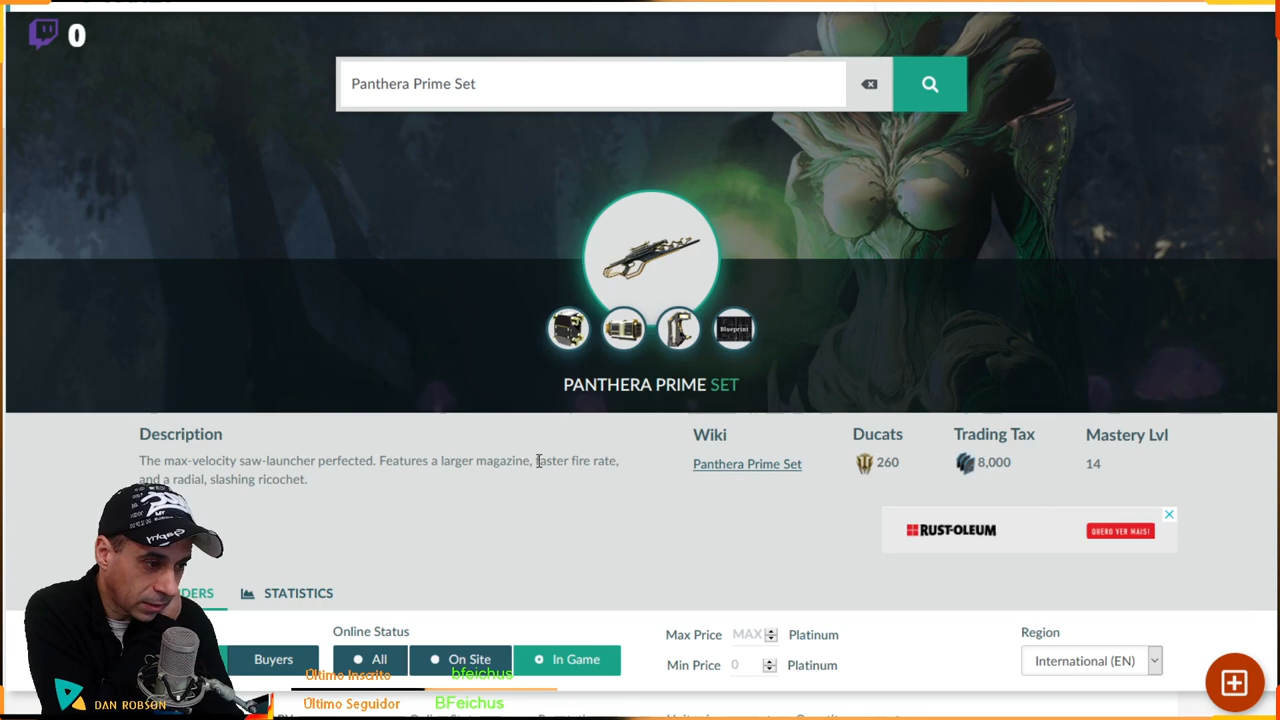 0
Panthera Prime Set
Blueprint
PANTHERA PRIME SET
Description
Wiki
Ducats
Trading Tax
Mastery Lvl
The max-velocity saw-launcher perfected. Features a larger magazine, faster fire rate,
and a radial, slashing ricochet.
Panthera Prime Set
260
8,000
14
RUST-OLEUM
QUERO VER MAIS!
STATISTICS
Online Status
Buyers
All
On Site
In Game
Max Price
MAX
Platinum
Min Price
0
Platinum
Region
International (EN)
Último Inscrito
bfeichus
Último Seguidor
BFeichus
DAN ROBSON